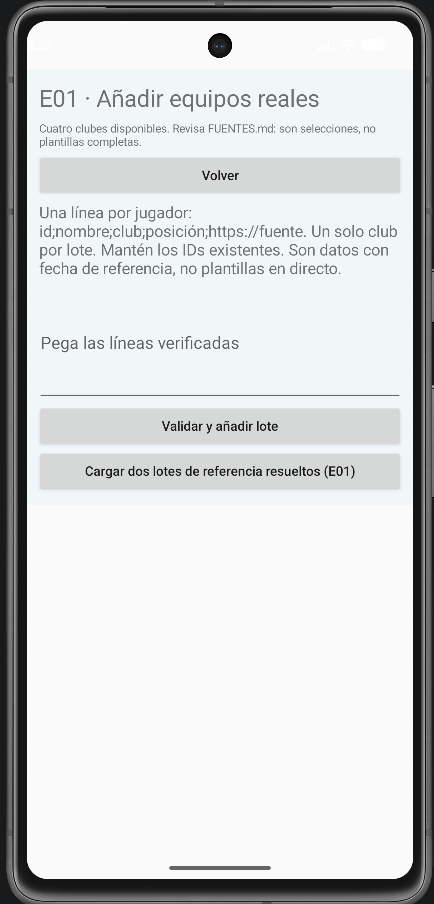 E01 · Añadir equipos reales
Cuatro clubes disponibles. Revisa FUENTES.md: son selecciones, no
plantillas completas.
Volver
Una línea por jugador:
id;nombre;club;posición;https://fuente. Un solo club
por lote. Mantén los IDs existentes. Son datos con
fecha de referencia, no plantillas en directo.
Pega las líneas verificadas
Validar y añadir lote
Cargar dos lotes de referencia resueltos (E01)